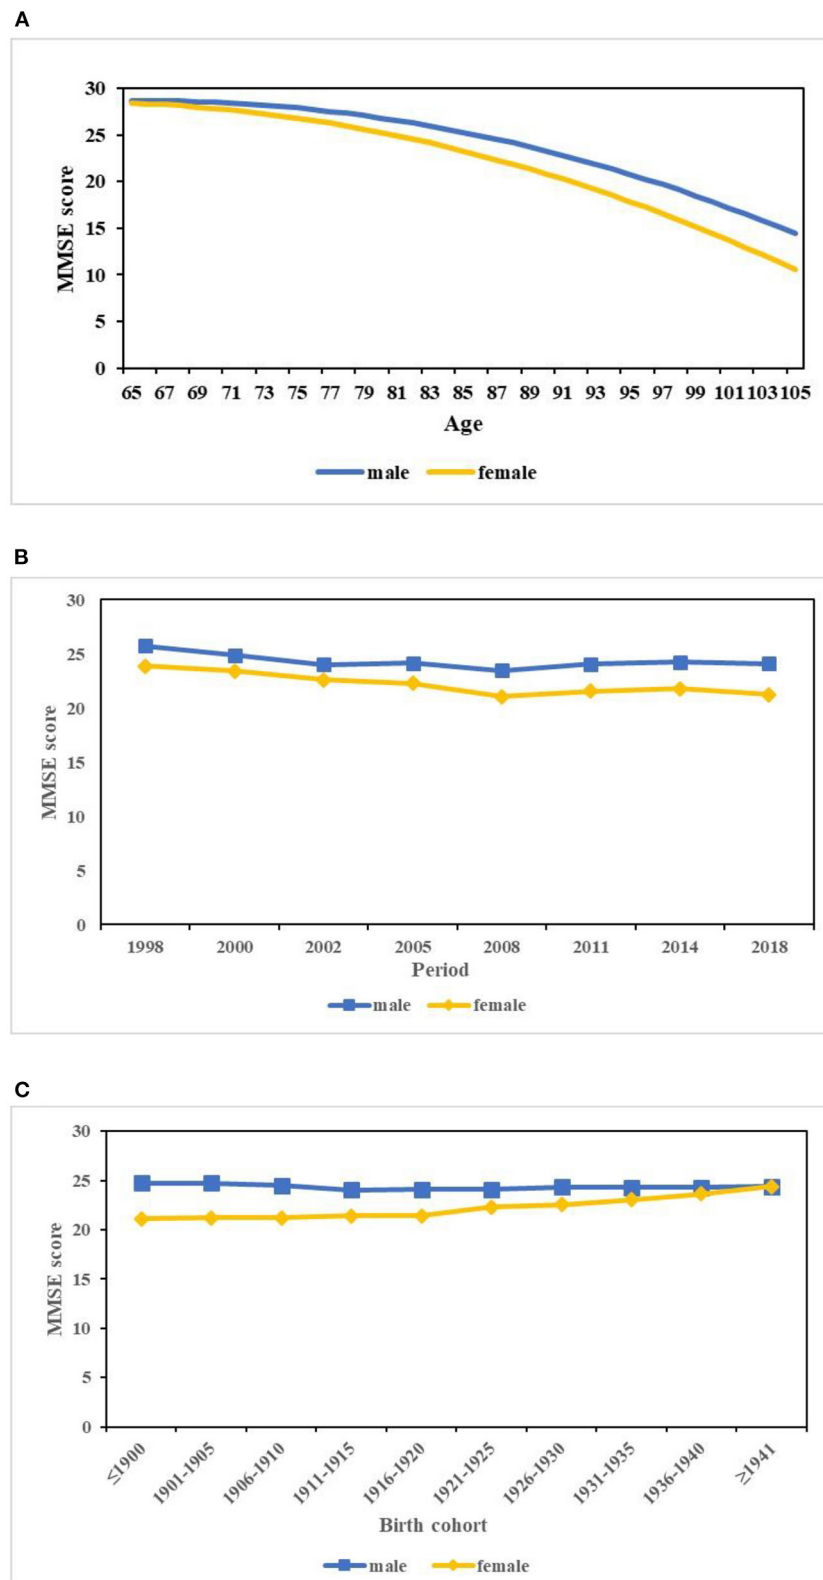 A
30
25
20
15
10
5
0
MMSE score
65 67 69 71 73 75 77 79 81 83 85 87 89 91 93 95 97 99 101 103 105
Age
male female
B
30
25
20
15
10
5
0
MMSE score
1998 2000 2002 2005 2008 2011 2014 2018
Period
male female
C
30
25
20
15
10
5
0
MMSE score
≤1900 1901-1905 1906-1910 1911-1915 1916-1920 1921-1925 1926-1930 1931-1935 1936-1940 ≥1941
Birth cohort
male female